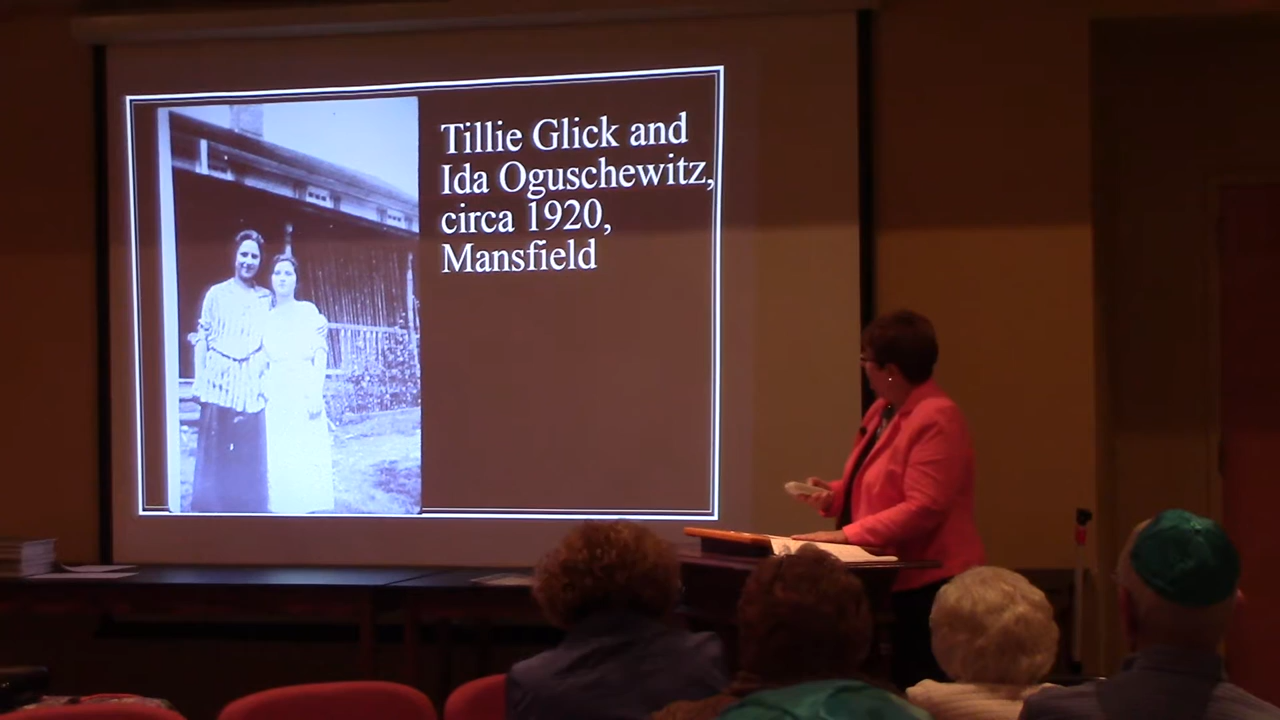 Tillie Glick and
Ida Oguschewitz,
circa 1920,
Mansfield